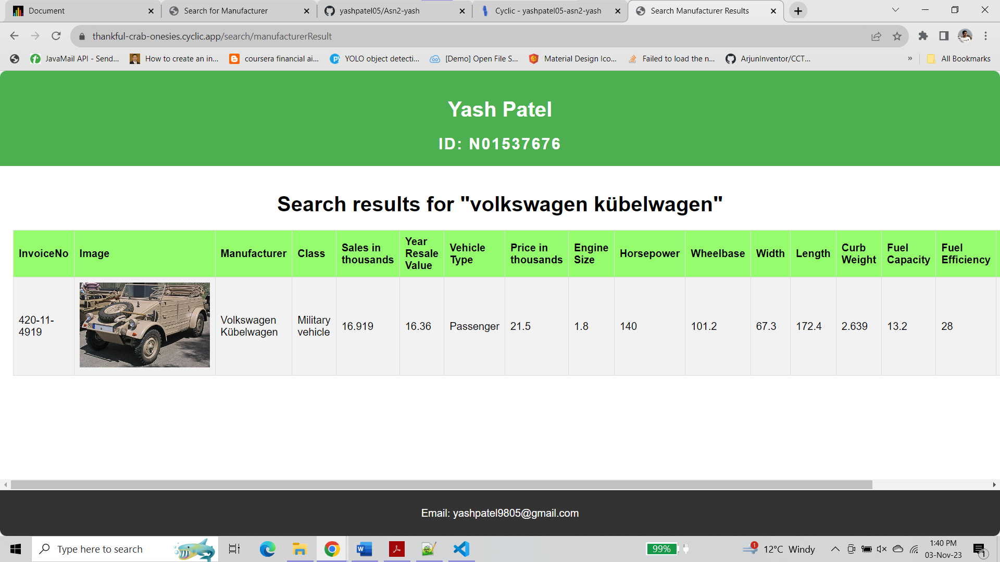 Document
Search for Manufacturer
yashpatel05/Asn2-yash
Cyclic - yashpatel05-asn2-yash
Search Manufacturer Results
thankful-crab-onesies.cyclic.app/search/manufacturerResult
JavaMail API - Send...
How to create an in...
coursera financial ai...
YOLO object detecti...
[Demo] Open File S...
Material Design Ico...
Failed to load the n...
ArjunInventor/CCT...
»
All Bookmarks
Yash Patel
ID: N01537676
Search results for "volkswagen kübelwagen"
InvoiceNo
Image
Manufacturer
Class
Sales in
thousands
Year
Resale
Value
Vehicle
Type
Price in
thousands
Engine
Size
Horsepower
Wheelbase
Width
Length
Curb
Weight
Fuel
Capacity
Fuel
Efficiency
420-11-
4919
Volkswagen
Kübelwagen
Military
vehicle
16.919
16.36
Passenger
21.5
1.8
140
101.2
67.3
172.4
2.639
13.2
28
Email: yashpatel9805@gmail.com
Type here to search
99%
1
12°C Windy
1:40 PM
03-Nov-23
1